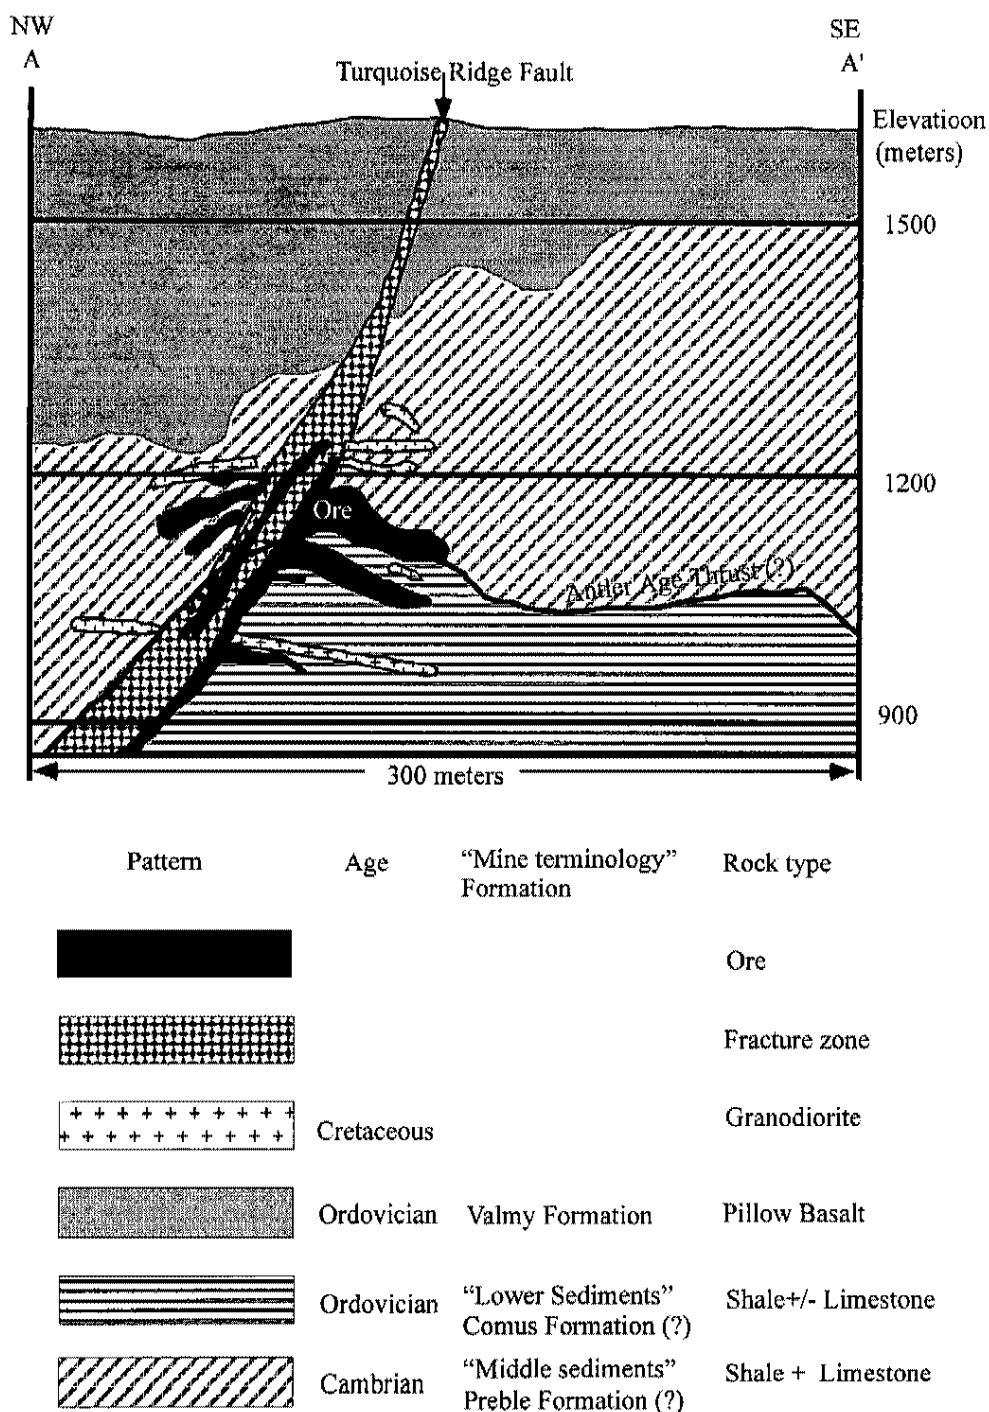 NW
SE
A
A'
Turquoise Ridge Fault
Elevatioon
(meters)
1500
1200
Ore
Antler Age Thrust (?)
900
300 meters
Pattern
Age
"Mine terminology"
Formation
Rock type
Ore
Fracture zone
Cretaceous
Granodiorite
Ordovician
Valmy Formation
Pillow Basalt
Ordovician
"Lower Sediments"
Comus Formation (?)
Shale+/- Limestone
Cambrian
"Middle sediments"
Preble Formation (?)
Shale + Limestone